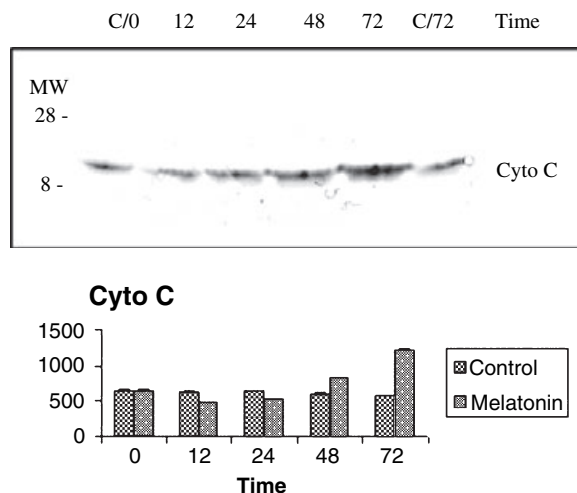 C/0 12 24 48 72 C/72 Time
MW
28 -
Cyto C
8 -
Cyto C
1500
1000
500
0
Control
Melatonin
0 12 24 48 72
Time